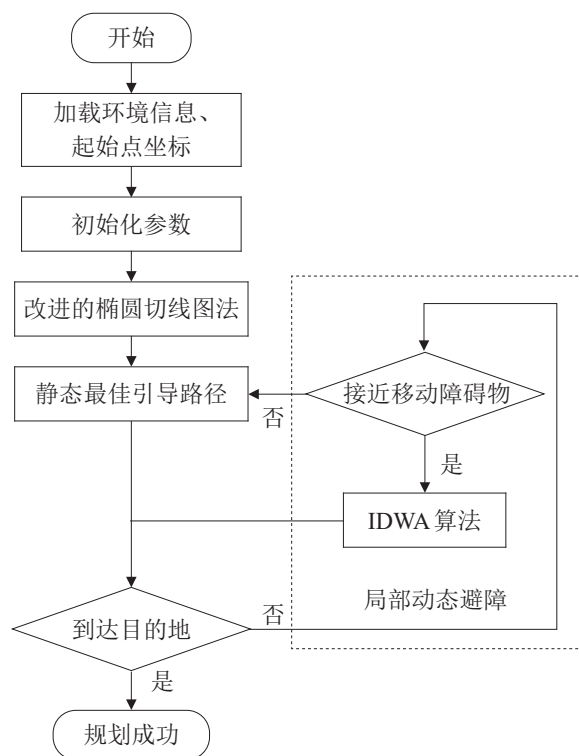 开始
加载环境信息、
起始点坐标
初始化参数
改进的椭圆切线图法
静态最佳引导路径
接近移动障碍物
否
是
IDWA 算法
局部动态避障
到达目的地
否
是
规划成功